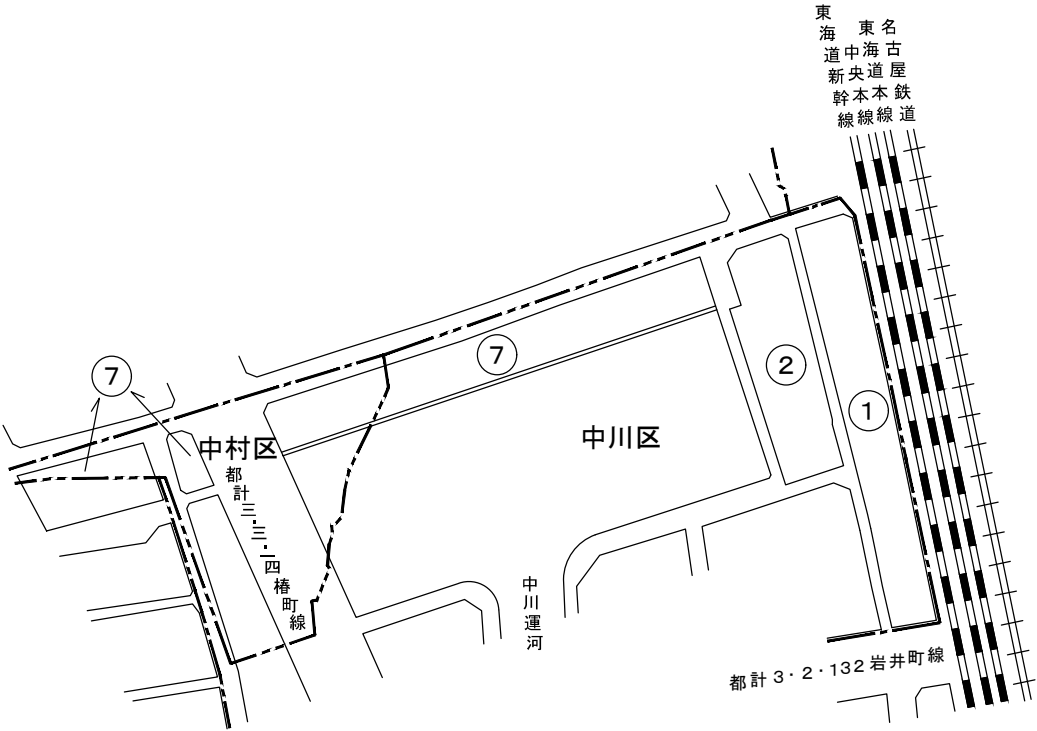 東海道新幹線
中央本線
東海道本線
名古屋鉄道
⑦
⑦
②
①
中村区
中川区
都計三・三・一四椿町線
中川運河
都計3・2・132岩井町線